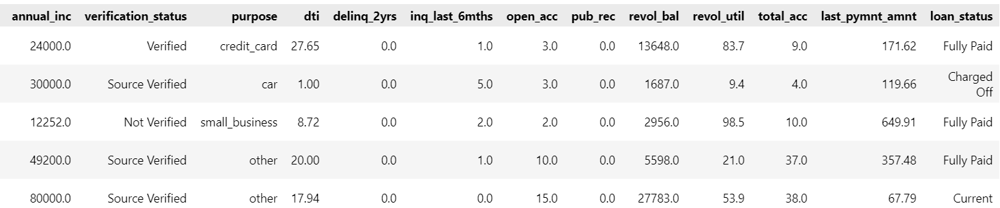 annual_inc verification_status purpose dti delinq_2yrs inq_last_6mths open_acc pub_rec revol_bal revol_util total_acc last_pymnt_amnt loan_status
24000.0 Verified credit_card 27.65 0.0 1.0 3.0 0.0 13648.0 83.7 9.0 171.62 Fully Paid
30000.0 Source Verified car 1.00 0.0 5.0 3.0 0.0 1687.0 9.4 4.0 119.66 Charged
Off
12252.0 Not Verified small_business 8.72 0.0 2.0 2.0 0.0 2956.0 98.5 10.0 649.91 Fully Paid
49200.0 Source Verified other 20.00 0.0 1.0 10.0 0.0 5598.0 21.0 37.0 357.48 Fully Paid
80000.0 Source Verified other 17.94 0.0 0.0 15.0 0.0 27783.0 53.9 38.0 67.79 Current